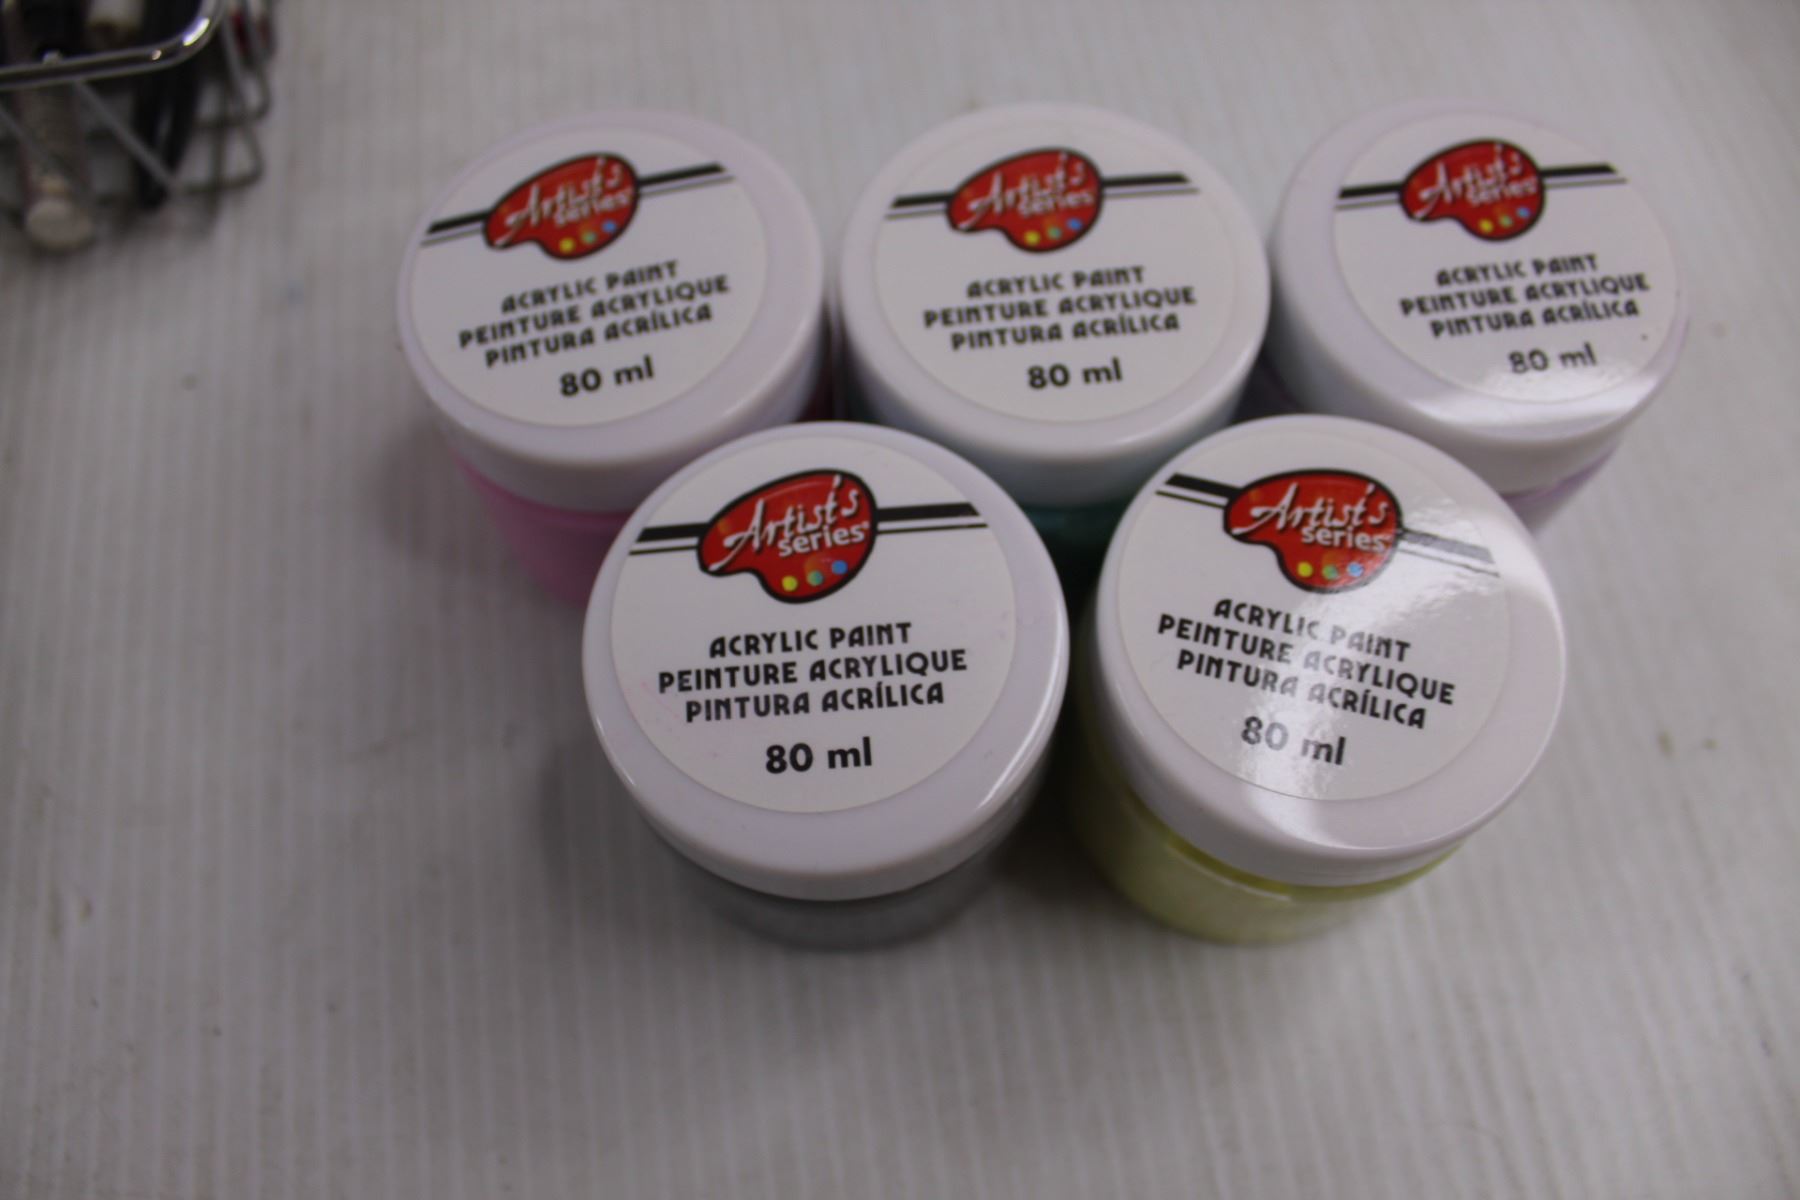 Artist's
series
ACRYLIC PAINT
PEINTURE ACRYLIQUE
PINTURA ACRÍLICA
80 ml
Artist's
series
ACRYLIC PAINT
PEINTURE ACRYLIQUE
PINTURA ACRÍLICA
80 ml
Artist's
series
ACRYLIC PAINT
PEINTURE ACRYLIQUE
PINTURA ACRÍLICA
80 ml
Artist's
series®
ACRYLIC PAINT
PEINTURE ACRYLIQUE
PINTURA ACRÍLICA
80 ml
Artist's
series
ACRYLIC PAINT
PEINTURE ACRYLIQUE
PINTURA ACRÍLICA
80 ml